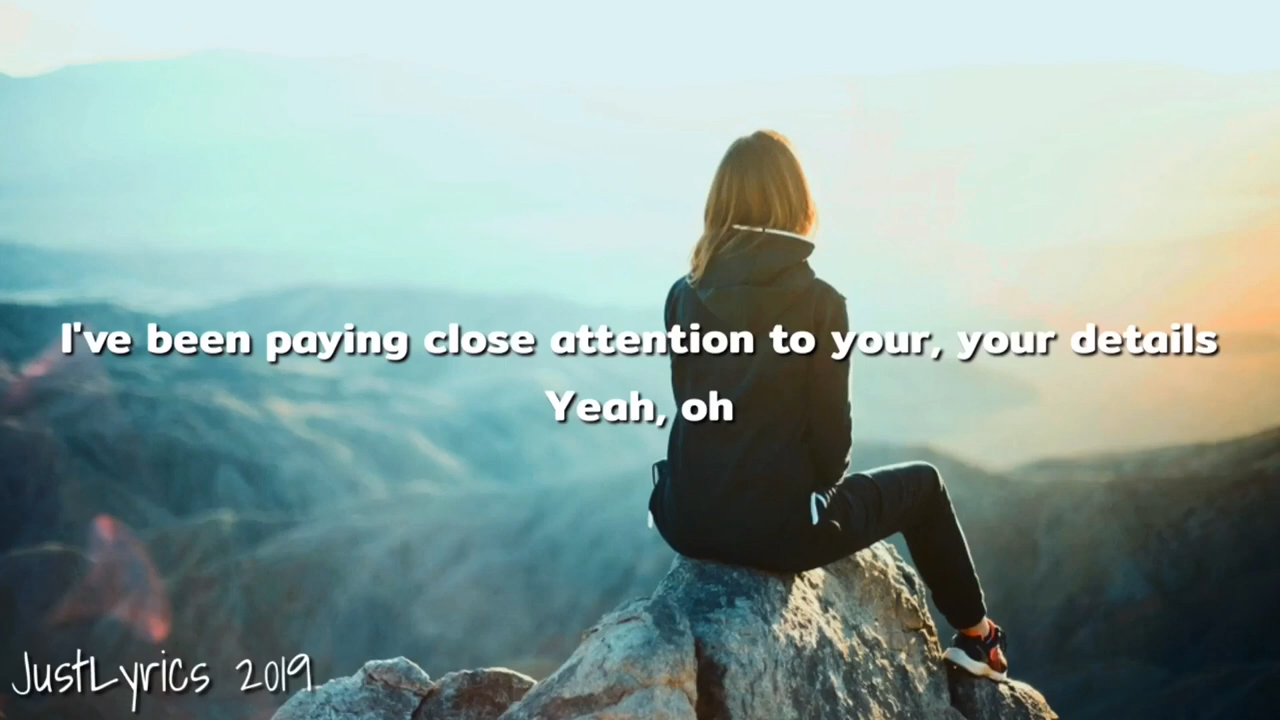 I've been paying close attention to your, your details
Yeah, oh
JustLyrics 2019